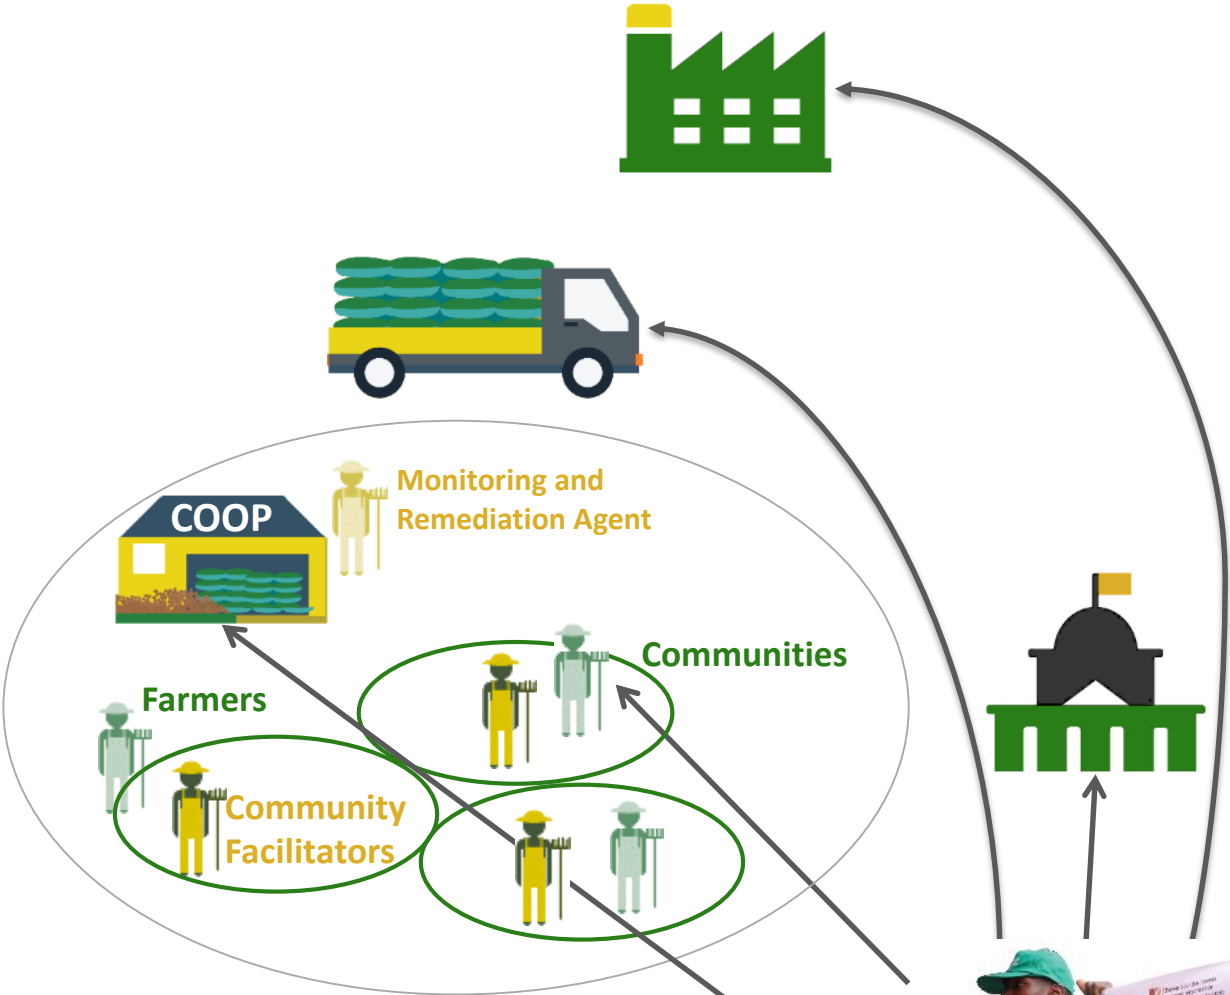 Monitoring and
Remediation Agent
COOP
Communities
Farmers
Community
Facilitators